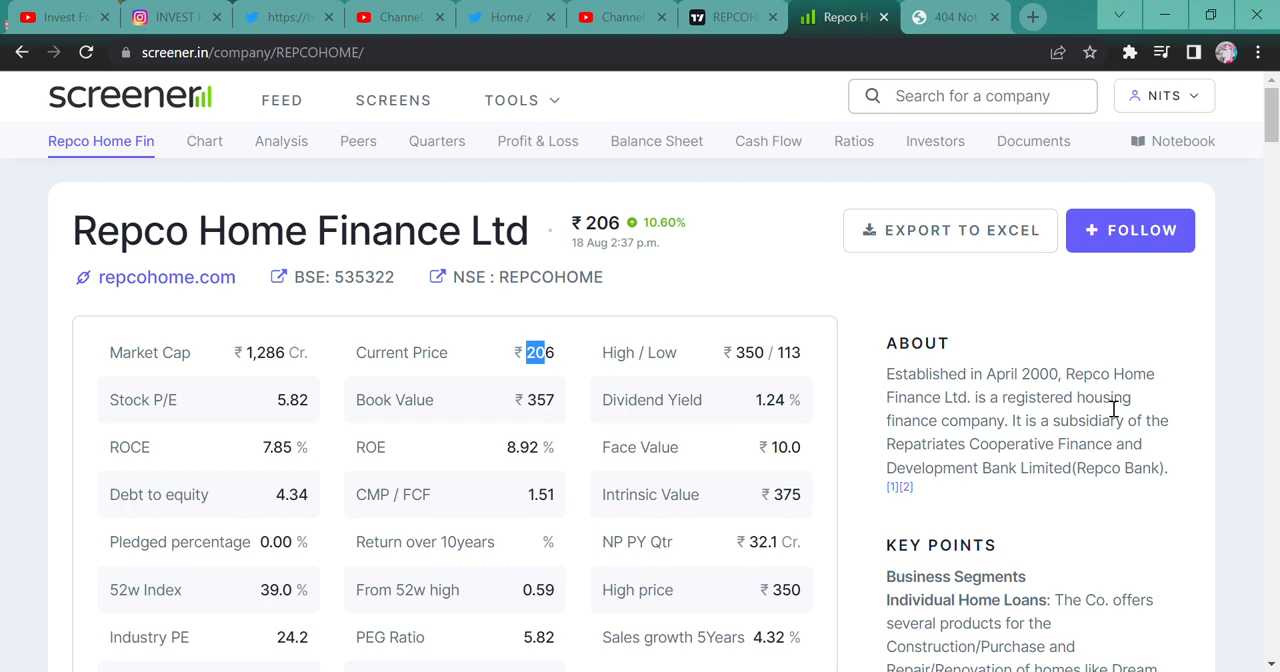 Invest Fo
INVEST F
https://t
Channel
Home /
Channel
REPCOH
Repco H
404 Not
screener.in/company/REPCOHOME/
screener
FEED
SCREENS
TOOLS
Search for a company
NITS
Repco Home Fin
Chart
Analysis
Peers
Quarters
Profit & Loss
Balance Sheet
Cash Flow
Ratios
Investors
Documents
Notebook
Repco Home Finance Ltd
₹ 206 10.60%
18 Aug 2:37 p.m.
EXPORT TO EXCEL
+ FOLLOW
repcohome.com
BSE: 535322
NSE : REPCOHOME
Market Cap ₹ 1,286 Cr.
Current Price ₹ 206
High / Low ₹ 350 / 113
Stock P/E 5.82
Book Value ₹ 357
Dividend Yield 1.24 %
ROCE 7.85 %
ROE 8.92 %
Face Value ₹ 10.0
Debt to equity 4.34
CMP / FCF 1.51
Intrinsic Value ₹ 375
Pledged percentage 0.00 %
Return over 10years %
NP PY Qtr ₹ 32.1 Cr.
52w Index 39.0 %
From 52w high 0.59
High price ₹ 350
Industry PE 24.2
PEG Ratio 5.82
Sales growth 5Years 4.32 %
ABOUT
Established in April 2000, Repco Home
Finance Ltd. is a registered housing
finance company. It is a subsidiary of the
Repatriates Cooperative Finance and
Development Bank Limited(Repco Bank).
[1][2]
KEY POINTS
Business Segments
Individual Home Loans: The Co. offers
several products for the
Construction/Purchase and
Repair/Renovation of homes like Dream